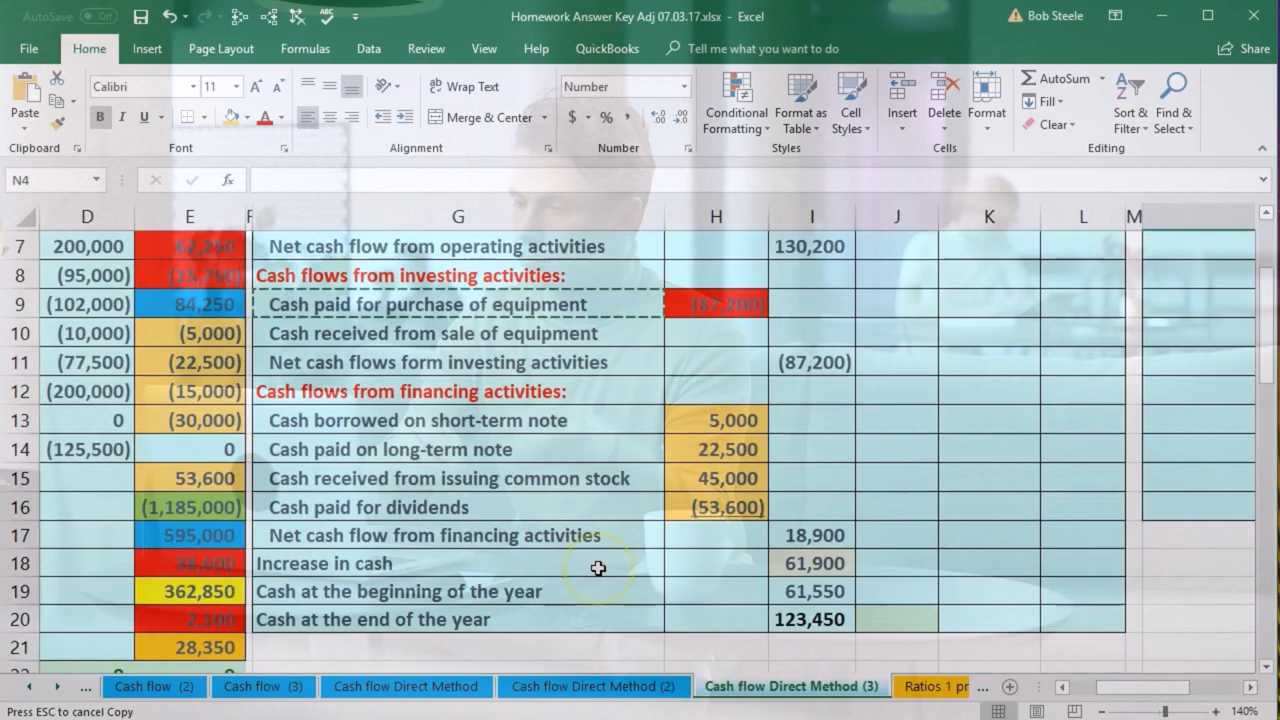 AutoSave Off Homework Answer Key Adj 07.03.17.xlsx - Excel Bob Steele
File Home Insert Page Layout Formulas Data Review View Help QuickBooks Tell me what you want to do Share
Paste Calibri 11 A A Wrap Text Number Conditional Formatting Format as Table Cell Styles Insert Delete Format AutoSum Sort & Filter Find & Select
B I U A Merge & Center $ % , Fill
Clear
Clipboard Font Alignment Number Styles Cells Editing
N4 fx
D E F G H I J K L M
7 200,000 62,250 Net cash flow from operating activities 130,200
8 (95,000) (15,750) Cash flows from investing activities:
9 (102,000) 84,250 Cash paid for purchase of equipment (87,200)
10 (10,000) (5,000) Cash received from sale of equipment
11 (77,500) (22,500) Net cash flows form investing activities (87,200)
12 (200,000) (15,000) Cash flows from financing activities:
13 0 (30,000) Cash borrowed on short-term note 5,000
14 (125,500) 0 Cash paid on long-term note 22,500
15 53,600 Cash received from issuing common stock 45,000
16 (1,185,000) Cash paid for dividends (53,600)
17 595,000 Net cash flow from financing activities 18,900
18 38,600 Increase in cash 61,900
19 362,850 Cash at the beginning of the year 61,550
20 2,100 Cash at the end of the year 123,450
21 28,350
... Cash flow (2) Cash flow (3) Cash flow Direct Method Cash flow Direct Method (2) Cash flow Direct Method (3) Ratios 1 pr ...
Press ESC to cancel Copy 140%